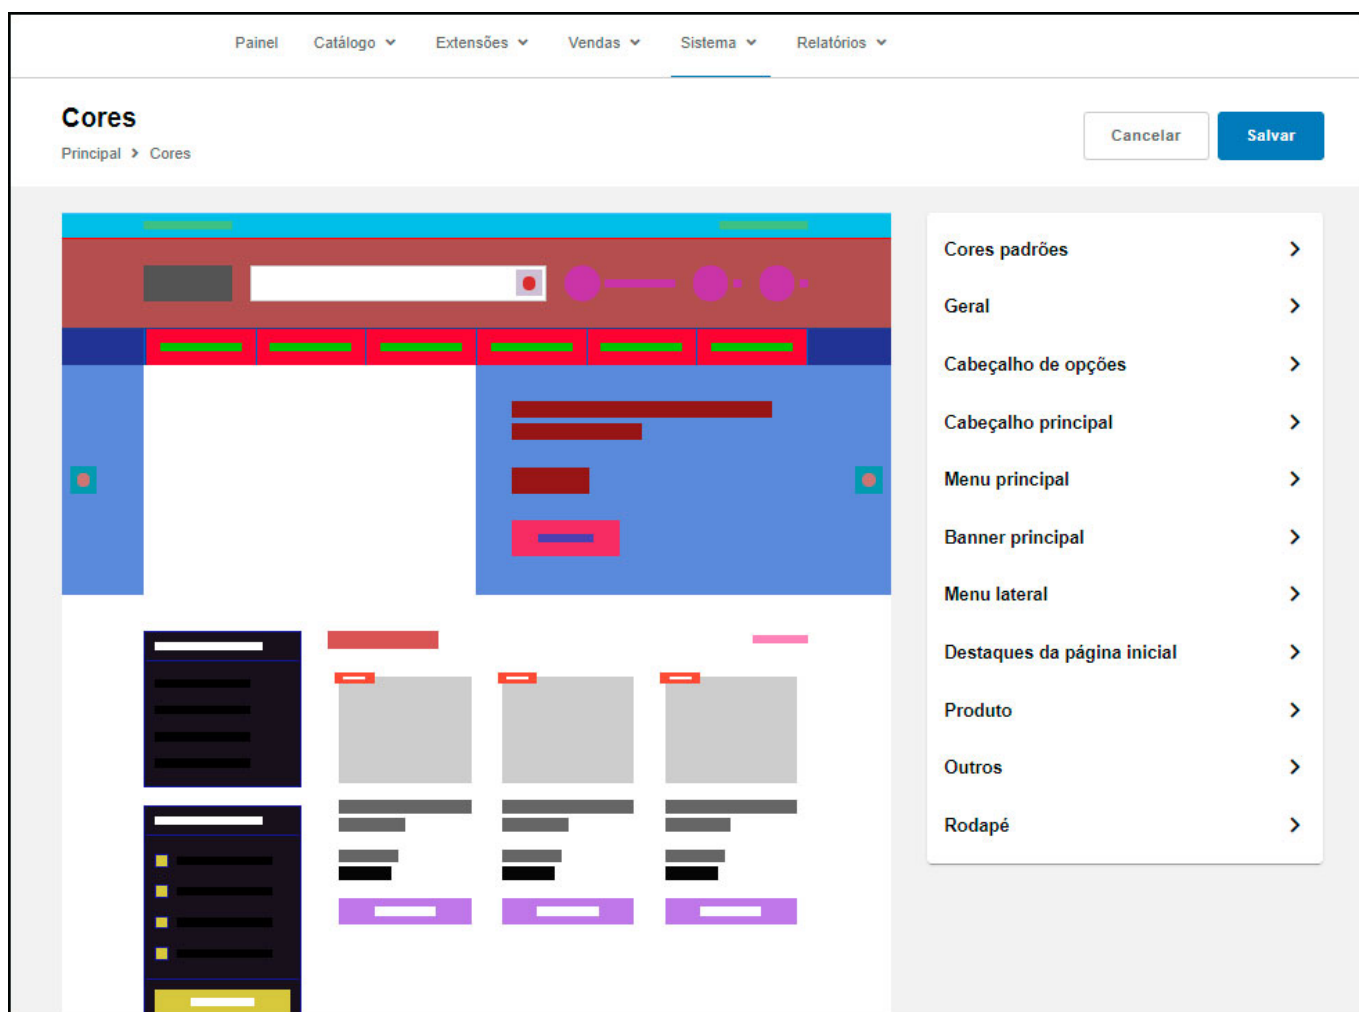 Painel Catálogo Extensões Vendas Sistema Relatórios
Cores
Principal > Cores
Cancelar Salvar
Cores padrões
Geral
Cabeçalho de opções
Cabeçalho principal
Menu principal
Banner principal
Menu lateral
Destaques da página inicial
Produto
Outros
Rodapé